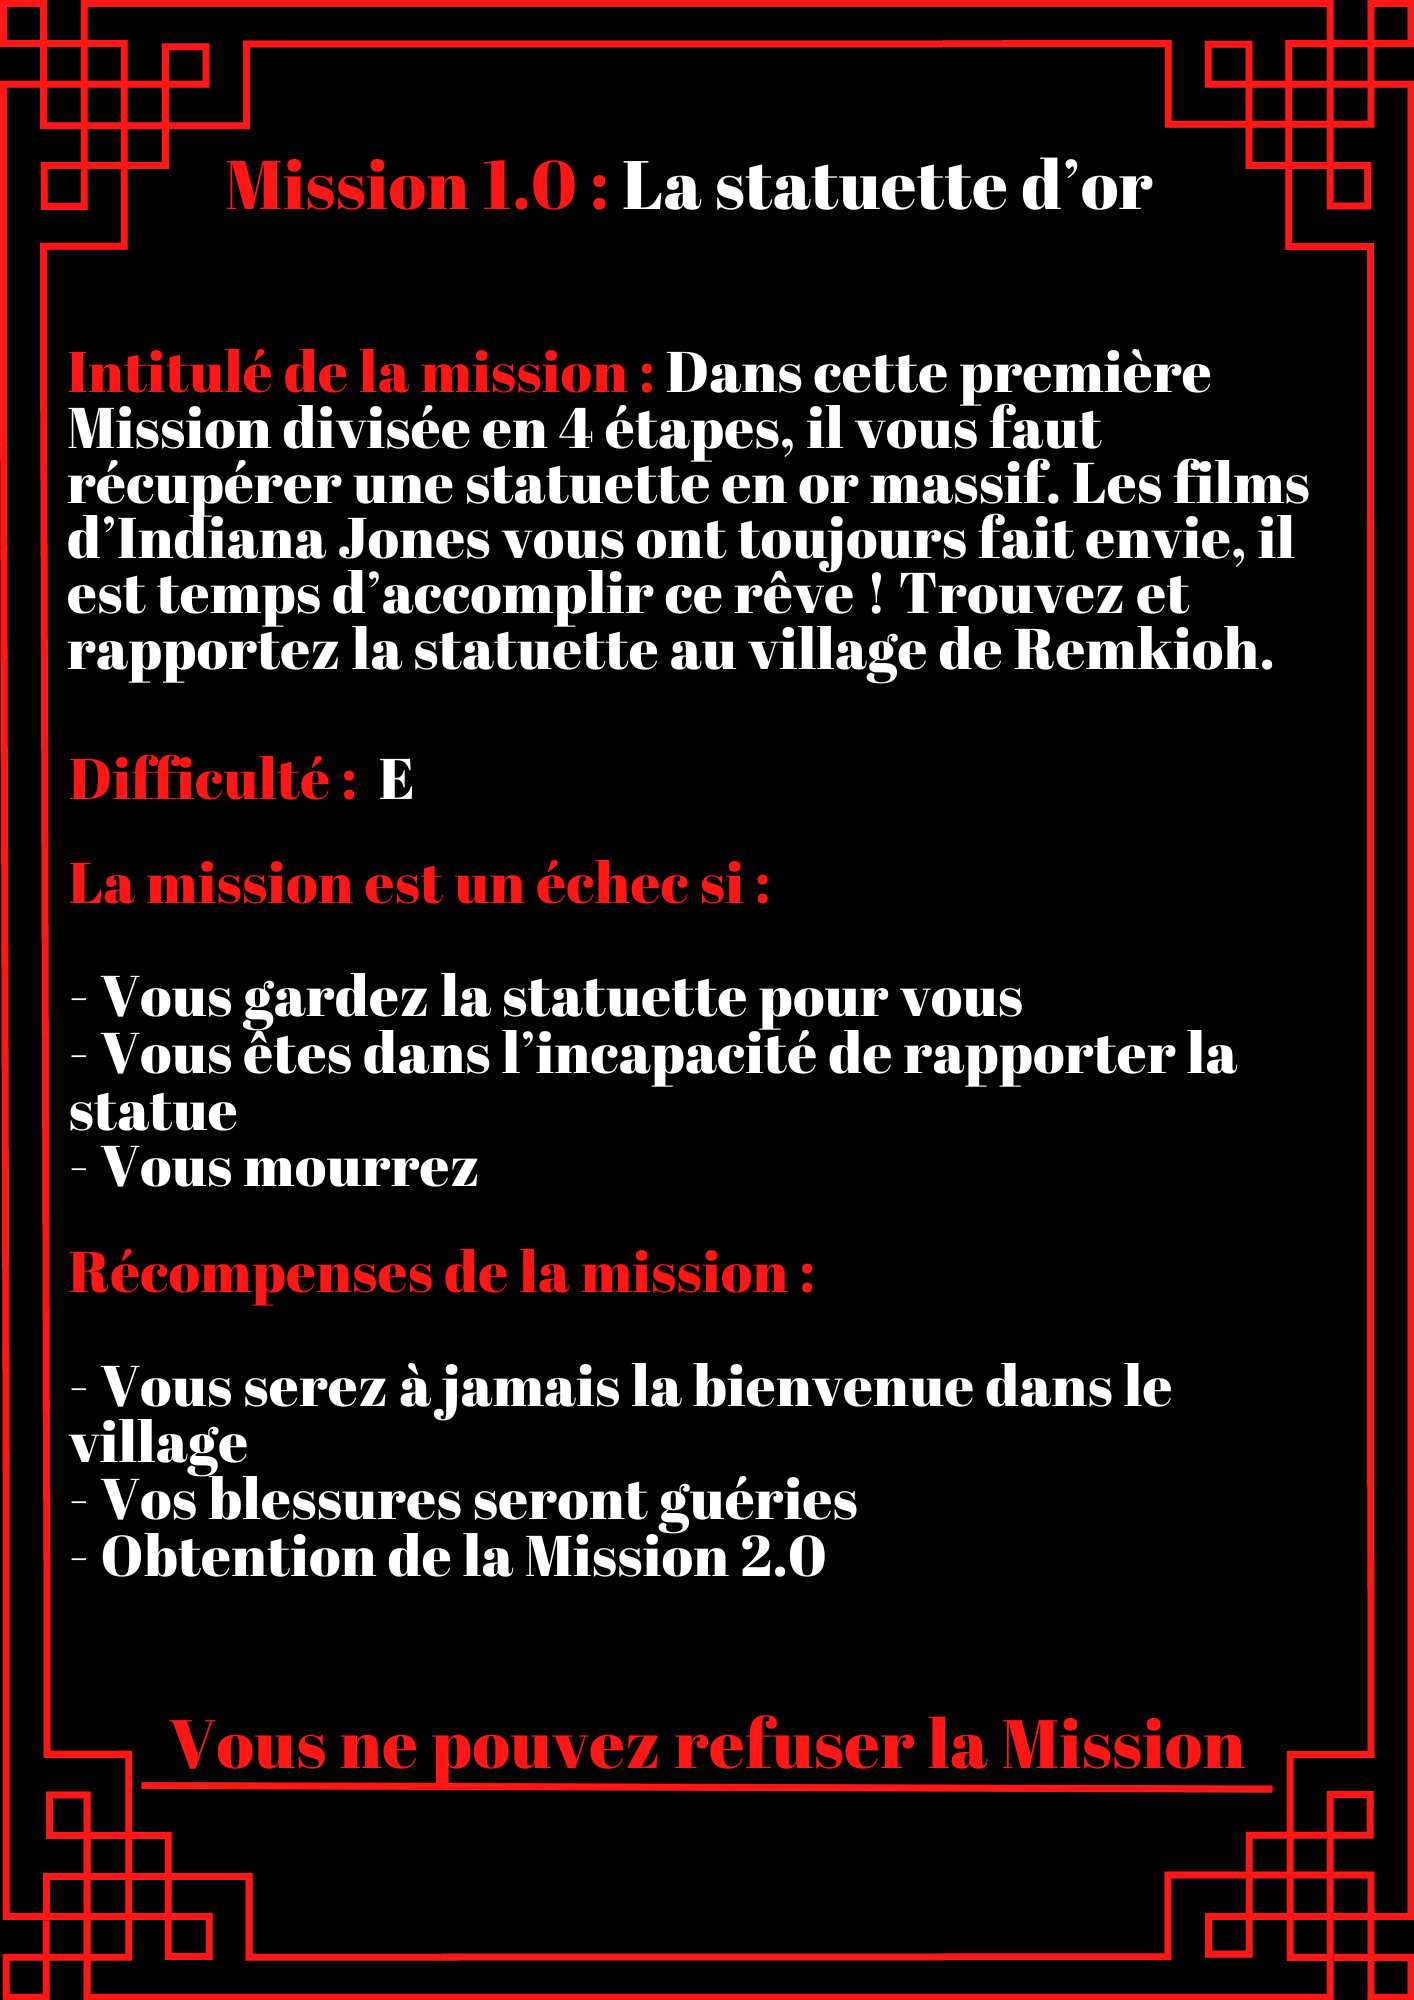 Mission 1.0 : La statuette d’or
Intitulé de la mission : Dans cette première
Mission divisée en 4 étapes, il vous faut
récupérer une statuette en or massif. Les films
d’Indiana Jones vous ont toujours fait envie, il
est temps d’accomplir ce rêve ! Trouvez et
rapportez la statuette au village de Remkioh.
Difficulté : E
La mission est un échec si :
- Vous gardez la statuette pour vous
- Vous êtes dans l’incapacité de rapporter la
statue
- Vous mourrez
Récompenses de la mission :
- Vous serez à jamais la bienvenue dans le
village
- Vos blessures seront guéries
- Obtention de la Mission 2.0
Vous ne pouvez refuser la Mission